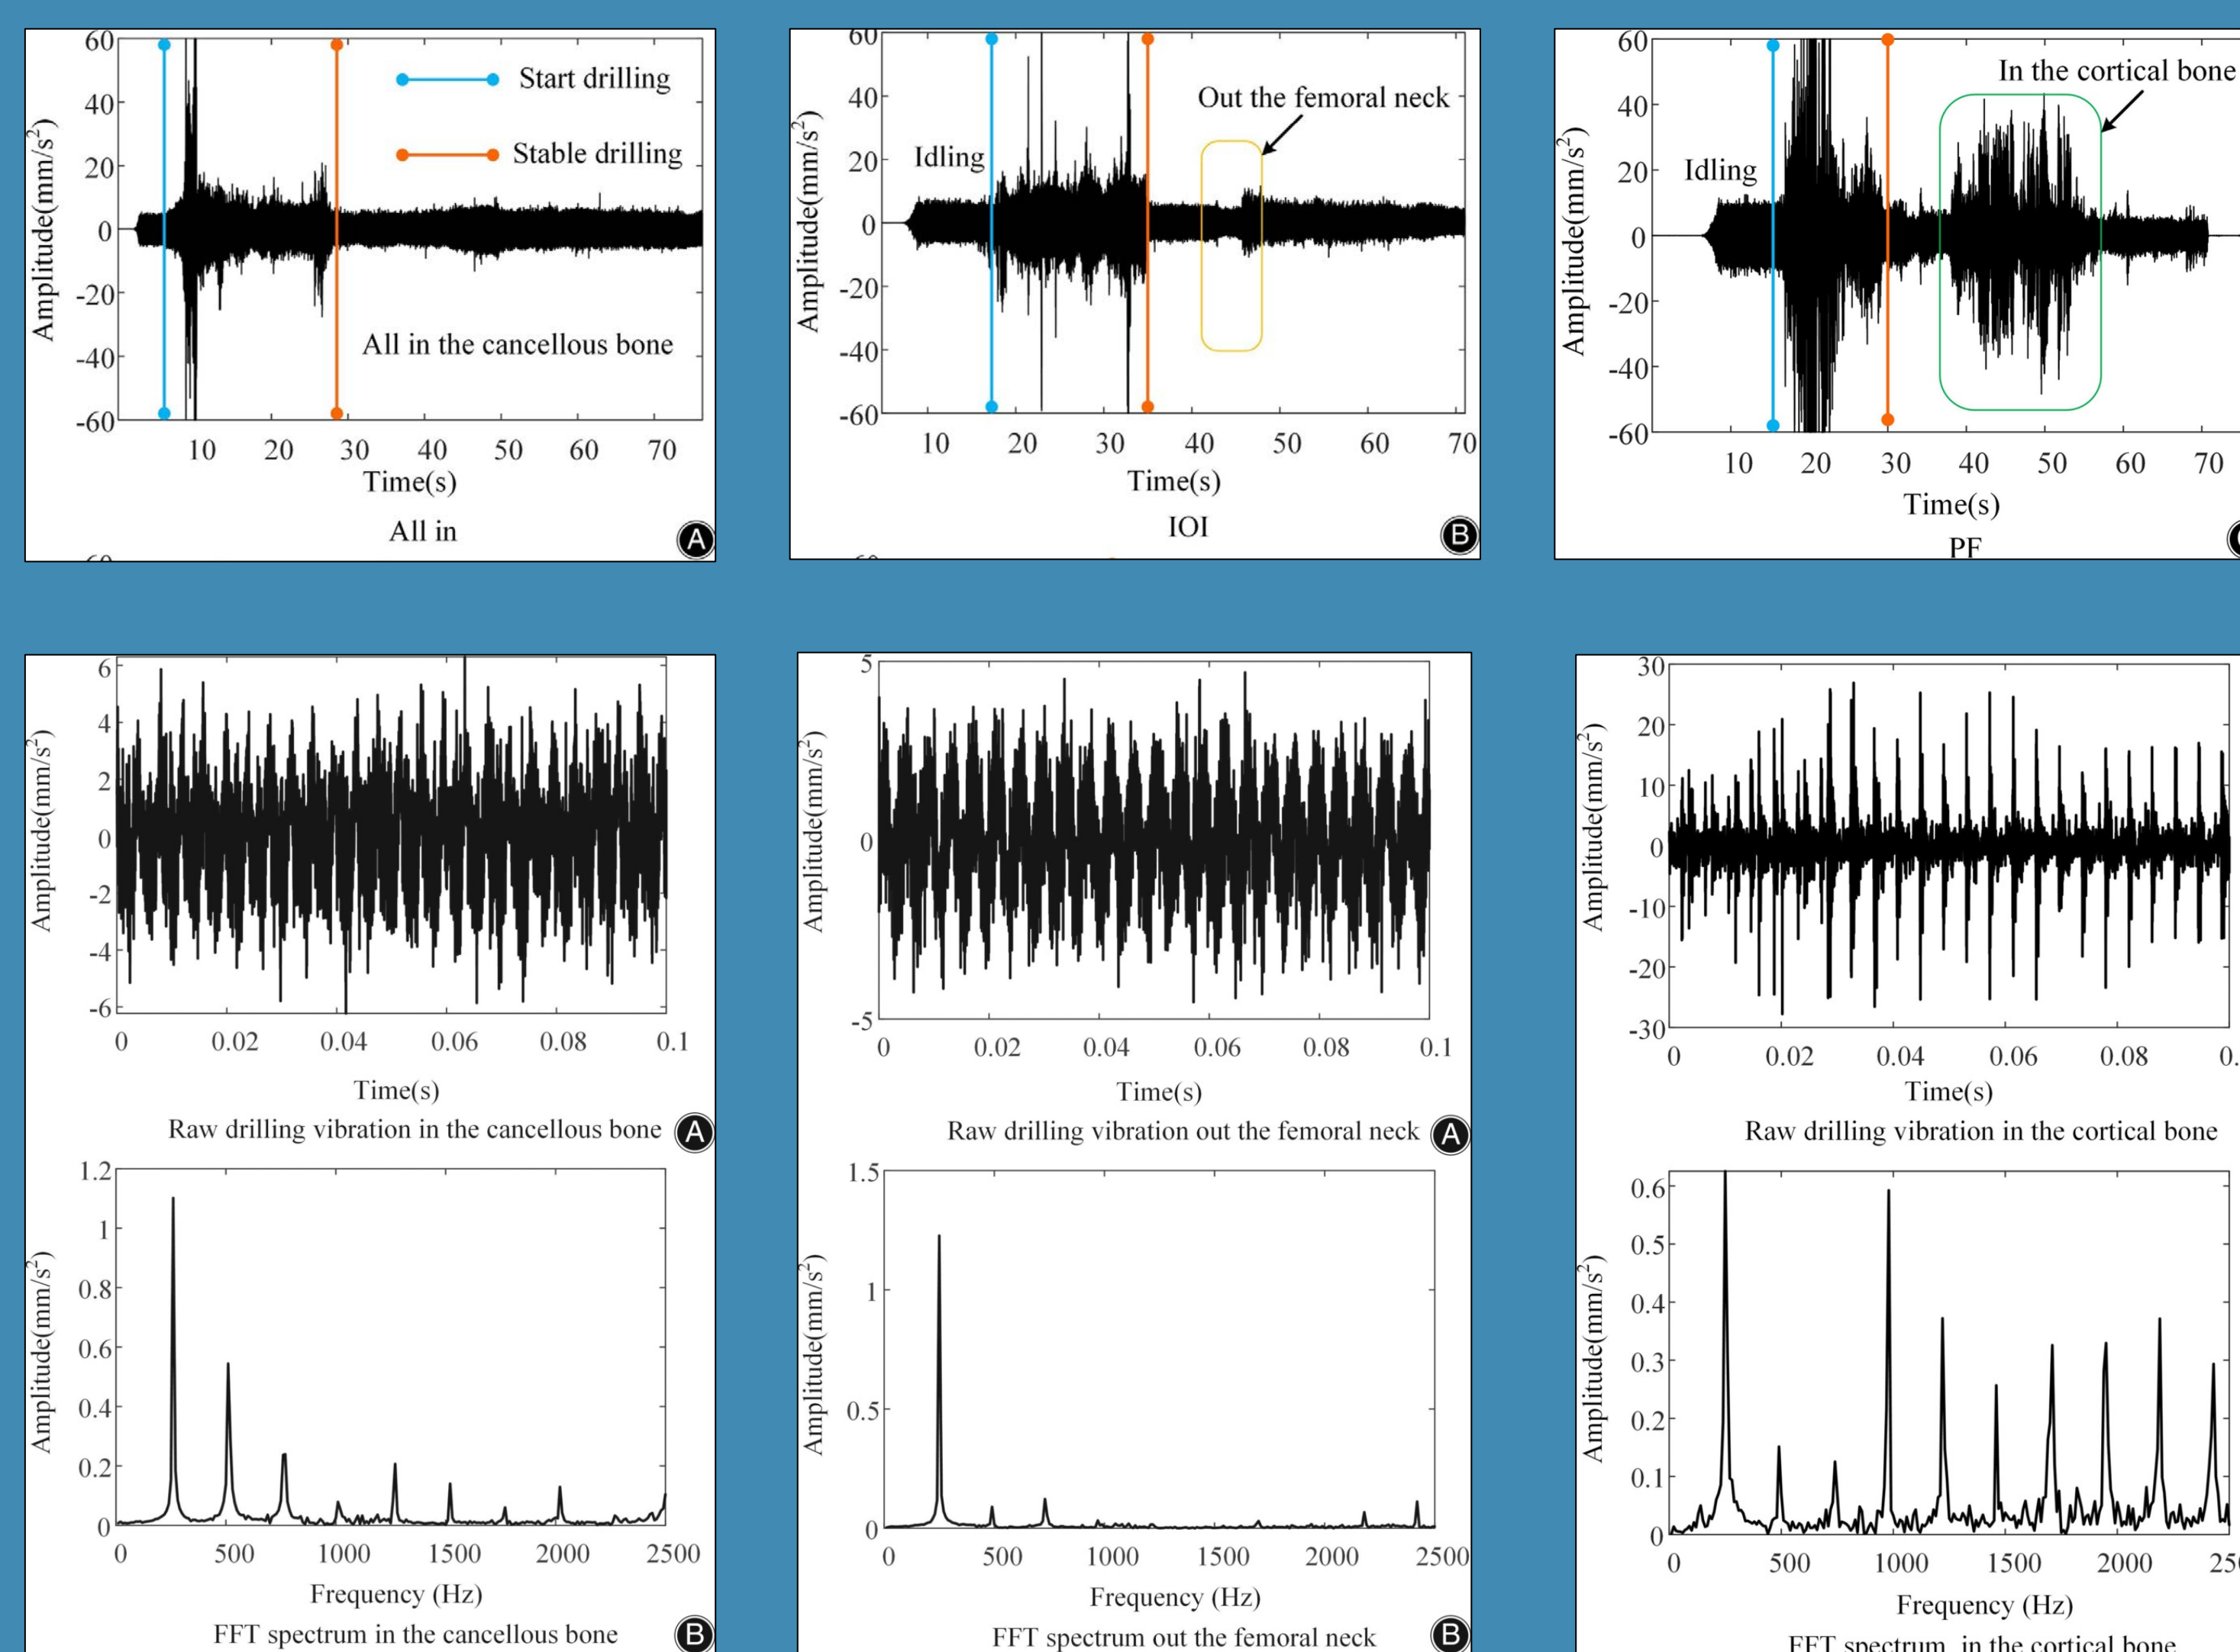 60
40
20
0
-20
-40
-60
Amplitude(mm/s²)
Start drilling
Stable drilling
All in the cancellous bone
10 20 30 40 50 60 70
Time(s)
All in
A
60
40
20
0
-20
-40
-60
Amplitude(mm/s²)
Idling
Out the femoral neck
10 20 30 40 50 60 70
Time(s)
IOI
B
60
40
20
0
-20
-40
-60
Amplitude(mm/s²)
Idling
In the cortical bone
10 20 30 40 50 60 70
Time(s)
PF
6
4
2
0
-2
-4
-6
Amplitude(mm/s²)
0 0.02 0.04 0.06 0.08 0.1
Time(s)
Raw drilling vibration in the cancellous bone
A
1.2
1
0.8
0.6
0.4
0.2
0
Amplitude(mm/s²)
0 500 1000 1500 2000 2500
Frequency (Hz)
FFT spectrum in the cancellous bone
B
5
0
-5
Amplitude(mm/s²)
0 0.02 0.04 0.06 0.08 0.1
Time(s)
Raw drilling vibration out the femoral neck
A
1.5
1
0.5
0
Amplitude(mm/s²)
0 500 1000 1500 2000 2500
Frequency (Hz)
FFT spectrum out the femoral neck
B
30
20
10
0
-10
-20
-30
Amplitude(mm/s²)
0 0.02 0.04 0.06 0.08
Time(s)
Raw drilling vibration in the cortical bone
0.6
0.5
0.4
0.3
0.2
0.1
0
Amplitude(mm/s²)
0 500 1000 1500 2000
Frequency (Hz)
FFT spectrum in the cortical bone